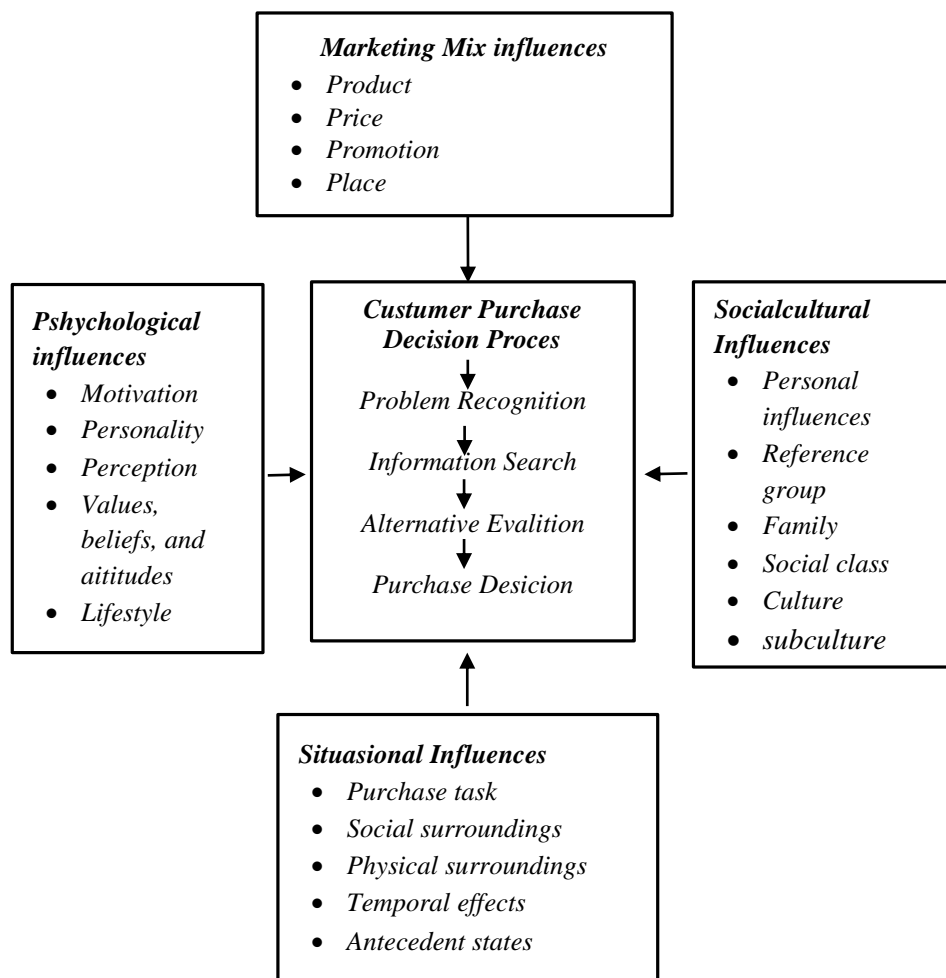 Marketing Mix influences
• Product
• Price
• Promotion
• Place
Pshychological
influences
• Motivation
• Personality
• Perception
• Values,
beliefs, and
aititudes
• Lifestyle
Custumer Purchase
Decision Proces
Problem Recognition
Information Search
Alternative Evalition
Purchase Desicion
Socialcultural
Influences
• Personal
influences
• Reference
group
• Family
• Social class
• Culture
• subculture
Situasional Influences
• Purchase task
• Social surroundings
• Physical surroundings
• Temporal effects
• Antecedent states